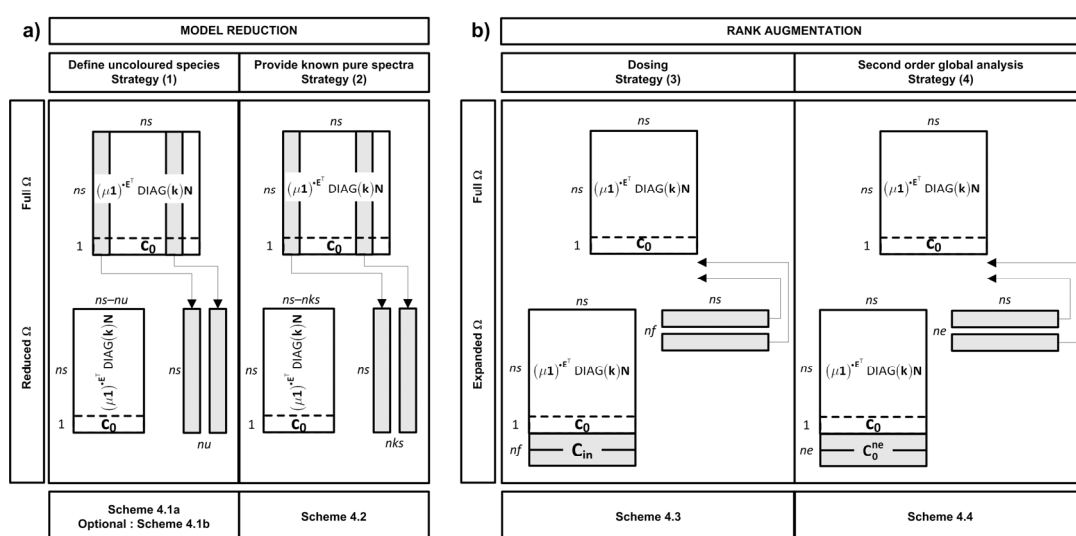 a)
MODEL REDUCTION
Define uncoloured species
Strategy (1)
Provide known pure spectra
Strategy (2)
Full Ω
ns
ns
(μ1)^•E^T DIAG(k)N
1
C₀
ns
ns
(μ1)^•E^T DIAG(k)N
1
C₀
Reduced Ω
ns–nu
ns
(μ1)^•E^T DIAG(k)N
1
C₀
ns
nu
ns–nks
ns
(μ1)^•E^T DIAG(k)N
1
C₀
ns
nks
Scheme 4.1a
Optional : Scheme 4.1b
Scheme 4.2
b)
RANK AUGMENTATION
Dosing
Strategy (3)
Second order global analysis
Strategy (4)
Full Ω
ns
ns
(μ1)^•E^T DIAG(k)N
1
C₀
ns
ns
(μ1)^•E^T DIAG(k)N
1
C₀
Expanded Ω
ns
ns
(μ1)^•E^T DIAG(k)N
1
C₀
nf
C_in
ns
nf
ns
ns
(μ1)^•E^T DIAG(k)N
1
C₀
ne
C₀^ne
ns
ne
Scheme 4.3
Scheme 4.4